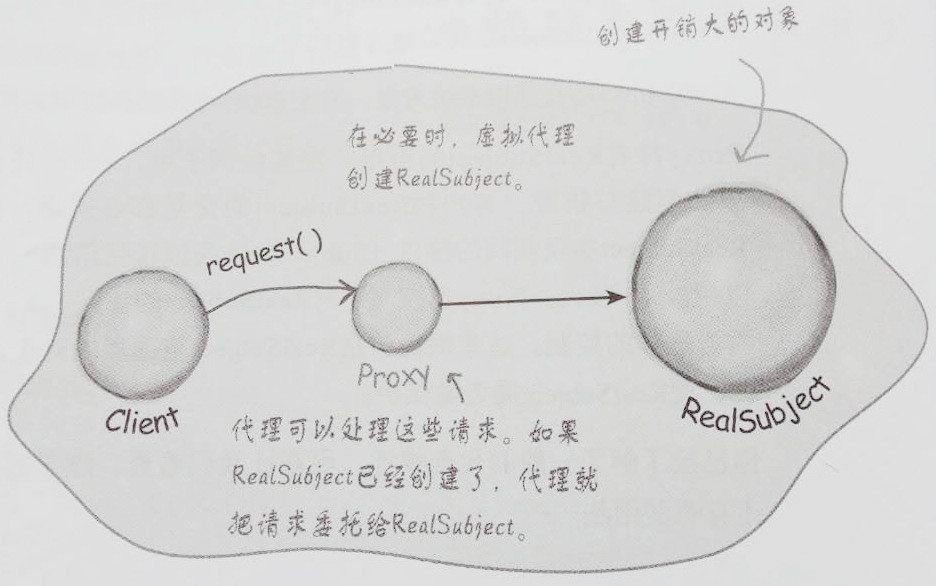 创建开销大的对象
在必要时，虚拟代理
创建RealSubject。
request()
Client
Proxy
RealSubject
代理可以处理这些请求。如果
RealSubject已经创建了，代理就
把请求委托给RealSubject。